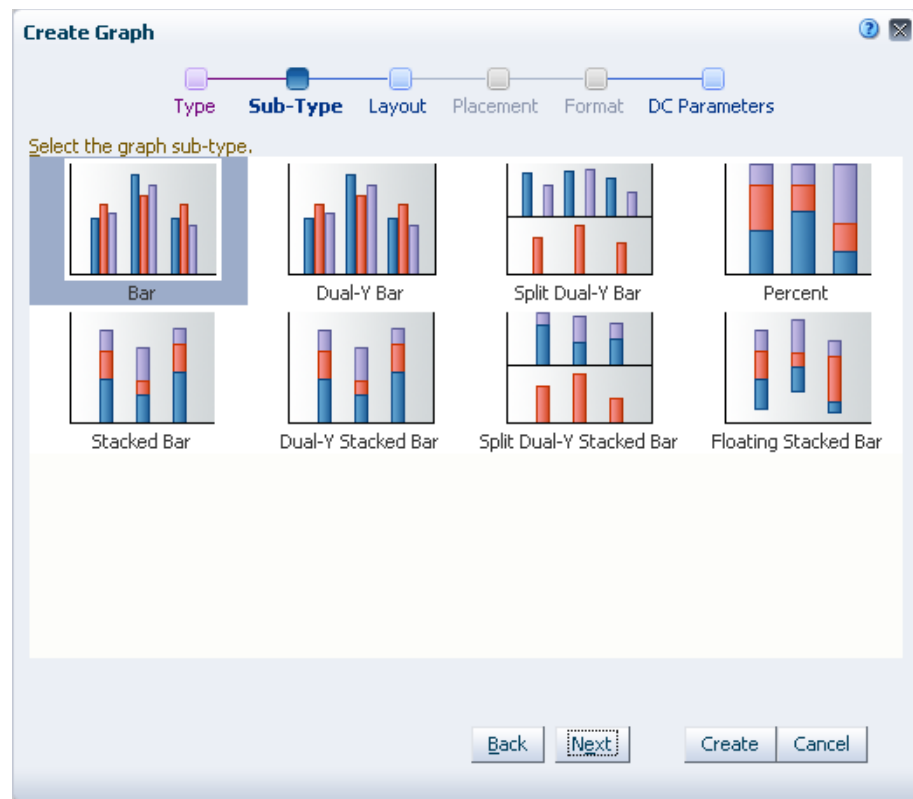 Create Graph
Type Sub-Type Layout Placement Format DC Parameters
Select the graph sub-type.
Bar Dual-Y Bar Split Dual-Y Bar Percent
Stacked Bar Dual-Y Stacked Bar Split Dual-Y Stacked Bar Floating Stacked Bar
Back Next Create Cancel